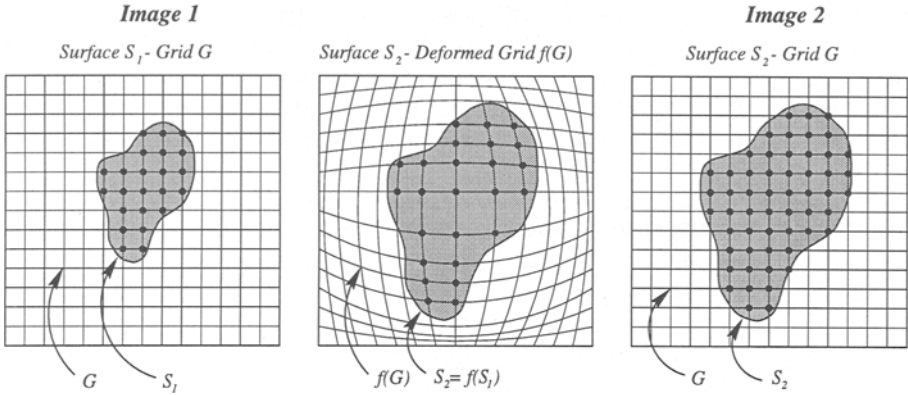 Image 1
Image 2
Surface S₁ - Grid G
Surface S₂ - Deformed Grid f(G)
Surface S₂ - Grid G
G
S₁
f(G)
S₂= f(S₁)
G
S₂